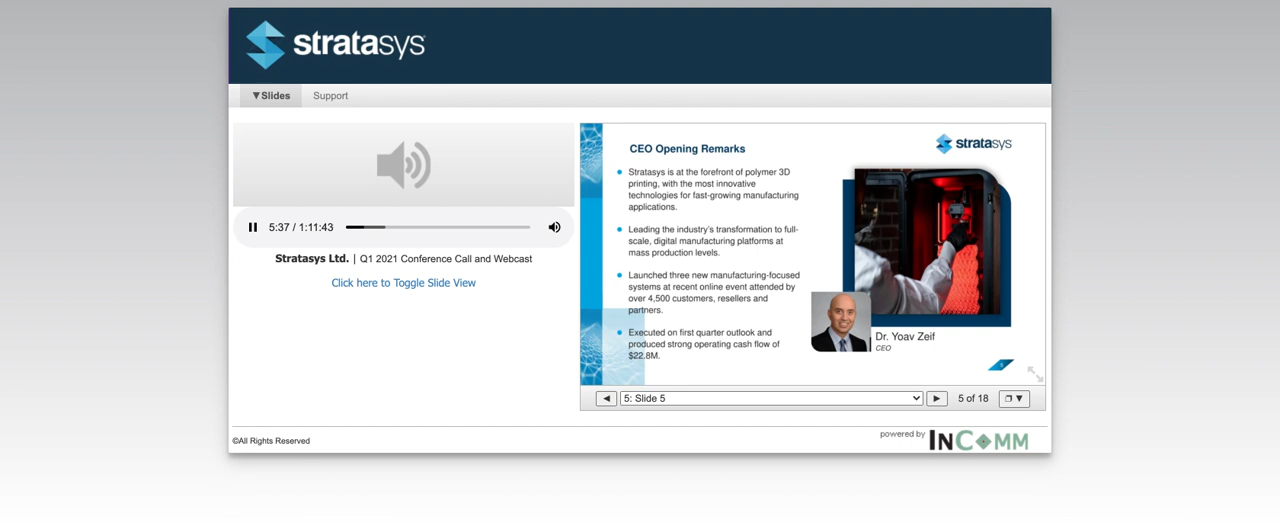 stratasys
▼Slides
Support
5:37 / 1:11:43
Stratasys Ltd. | Q1 2021 Conference Call and Webcast
Click here to Toggle Slide View
stratasys
CEO Opening Remarks
Stratasys is at the forefront of polymer 3D
printing, with the most innovative
technologies for fast-growing manufacturing
applications.
Leading the industry's transformation to full-
scale, digital manufacturing platforms at
mass production levels.
Launched three new manufacturing-focused
systems at recent online event attended by
over 4,500 customers, resellers and
partners.
Executed on first quarter outlook and
produced strong operating cash flow of
$22.8M.
Dr. Yoav Zeif
CEO
5: Slide 5
5 of 18
©All Rights Reserved
powered by INCOMM